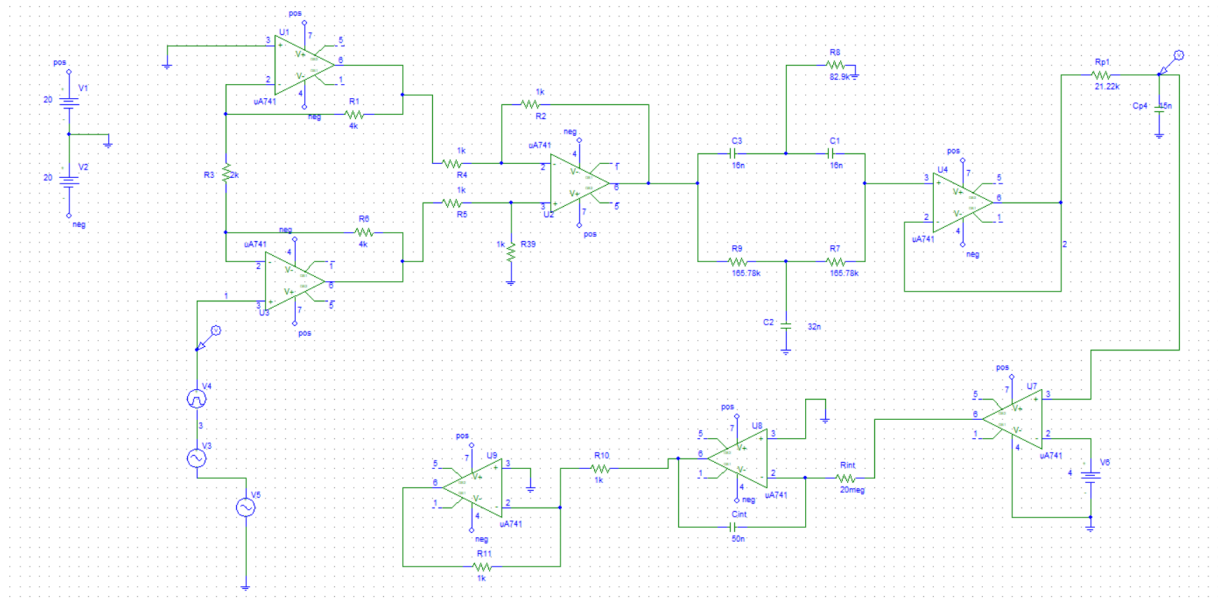 pos
V1
20
V2
20
neg
pos
U1
3
+
7
5
V+
6
V-
2
-
4
1
uA741
neg
R1
4k
R3
2k
R6
4k
neg
uA741
4
1
2
-
V-
6
V+
3
+
5
U3
7
pos
1
V4
3
V3
V5
1k
R4
1k
R5
1k
R39
1k
R2
neg
uA741
4
1
2
-
V-
6
V+
3
+
5
U2
7
pos
C3
16n
C1
16n
R8
82.9k
R9
165.78k
R7
165.78k
C2
32n
pos
U4
7
5
3
+
V+
6
V-
2
-
4
1
uA741
neg
2
Rp1
21.22k
Cp4
15n
V
V
pos
U7
7
5
3
+
V+
6
V-
2
-
1
4
uA741
V6
4
Rint
20meg
pos
U8
7
5
3
+
V+
6
V-
2
-
1
4
neg
uA741
Cint
50n
R10
1k
pos
U9
7
5
3
+
V+
6
V-
2
-
1
4
uA741
neg
R11
1k